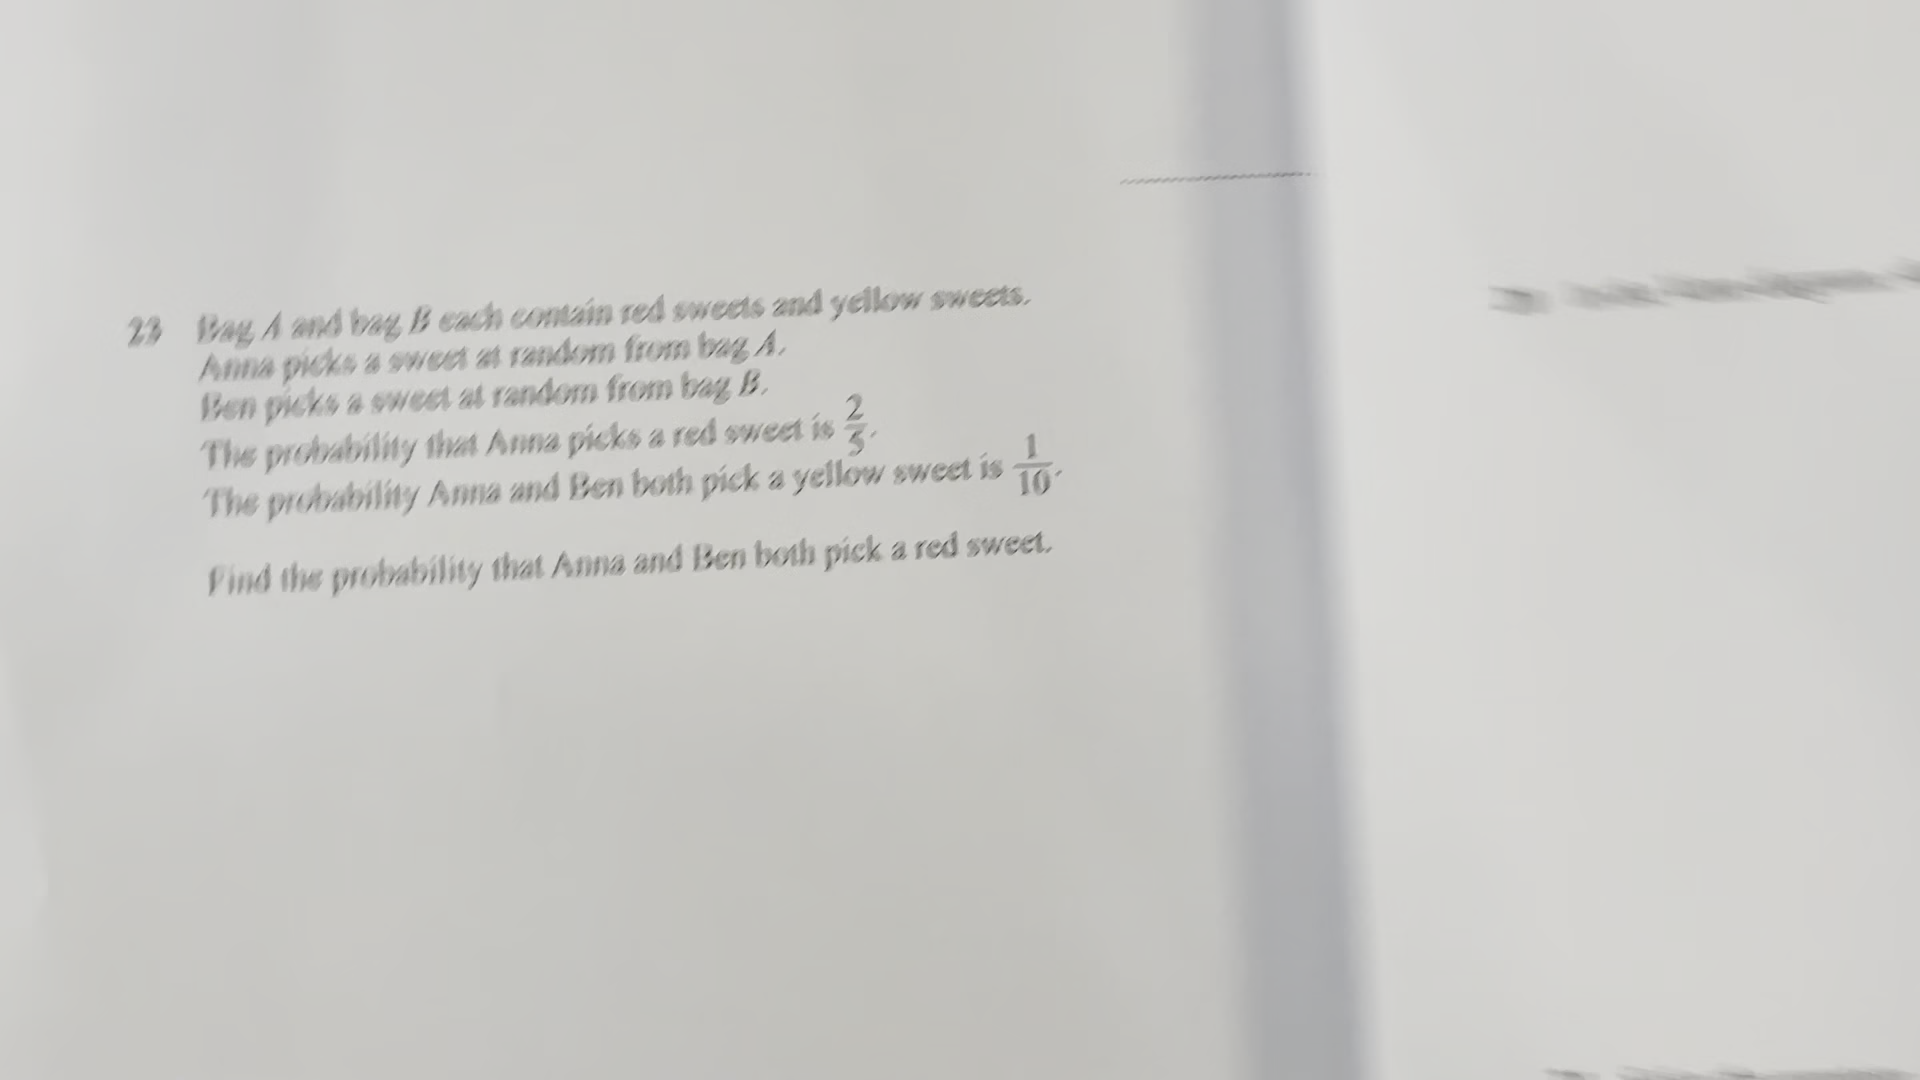 23 Bag A and bag B each contain red sweets and yellow sweets.
Anna picks a sweet at random from bag A.
Ben picks a sweet at random from bag B.
The probability that Anna picks a red sweet is 2/5.
The probability Anna and Ben both pick a yellow sweet is 1/10.
Find the probability that Anna and Ben both pick a red sweet.